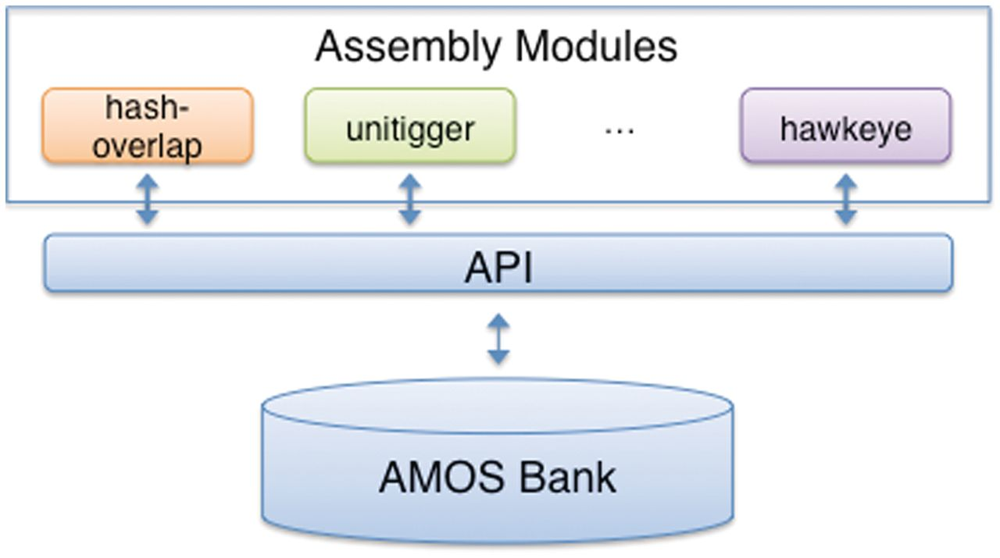 Assembly Modules
hash-
overlap
unitigger
...
hawkeye
API
AMOS Bank